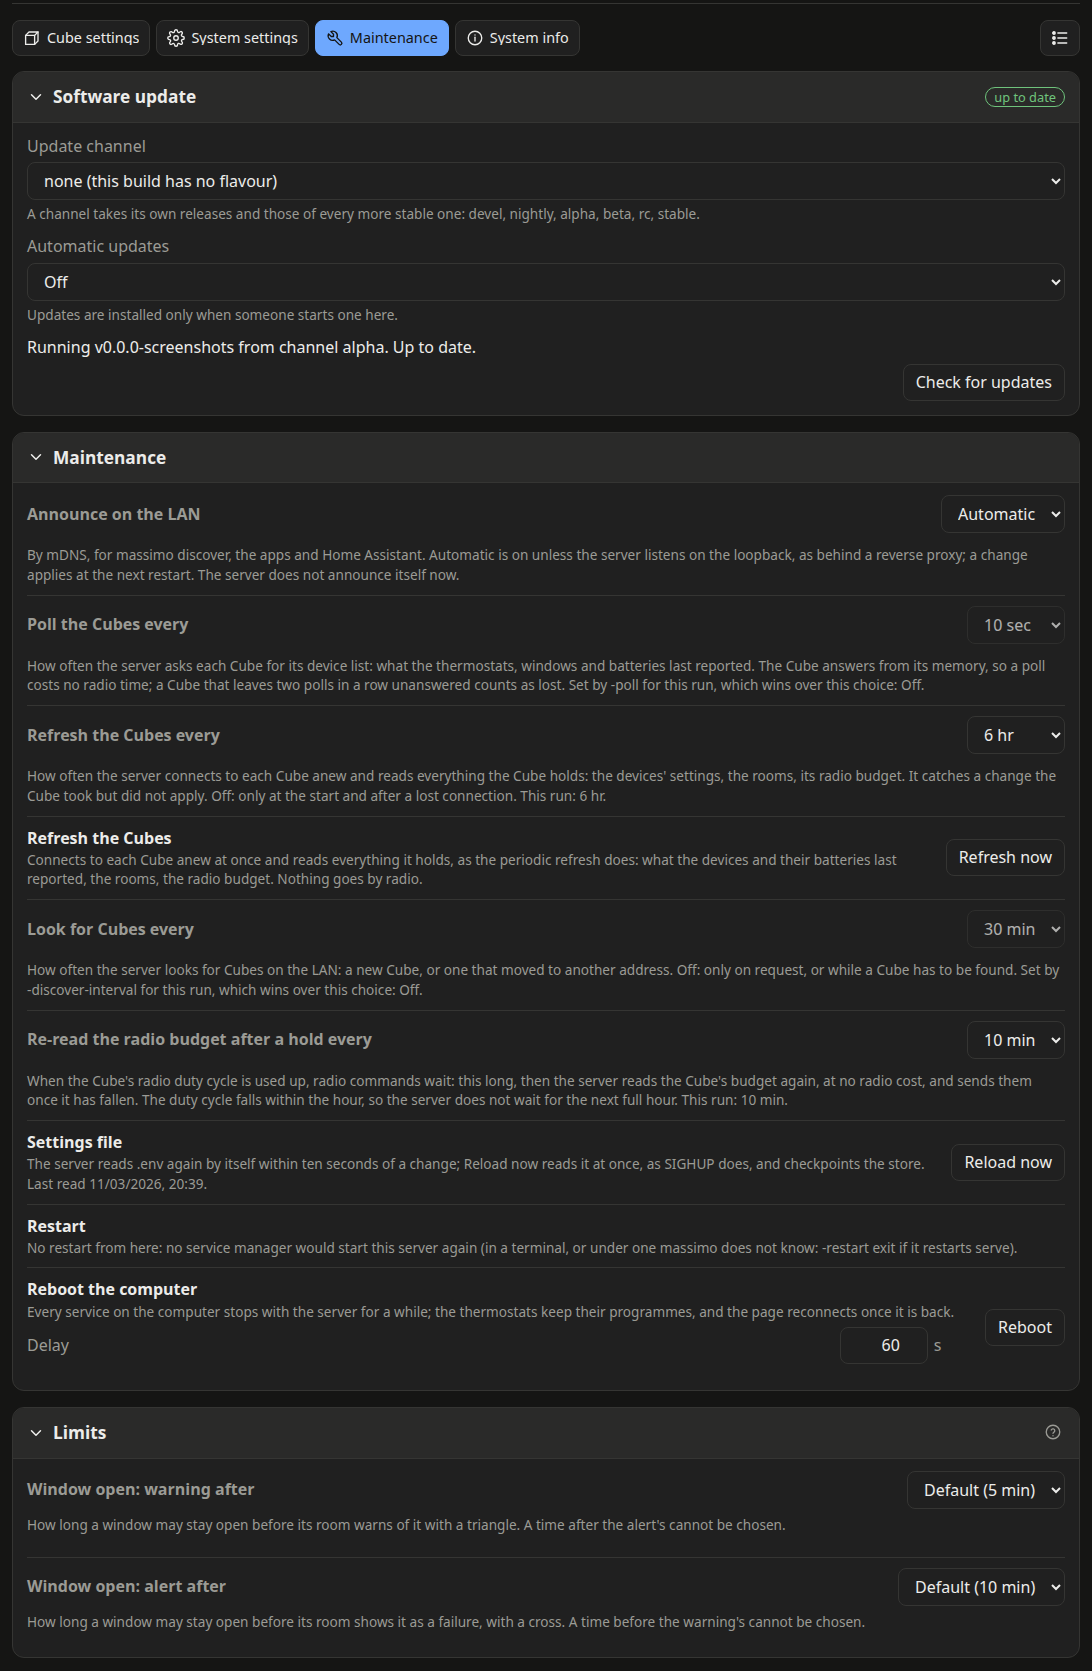 Cube settings
System settings
Maintenance
System info
Software update
up to date
Update channel
none (this build has no flavour)
A channel takes its own releases and those of every more stable one: devel, nightly, alpha, beta, rc, stable.
Automatic updates
Off
Updates are installed only when someone starts one here.
Running v0.0.0-screenshots from channel alpha. Up to date.
Check for updates
Maintenance
Announce on the LAN
Automatic
By mDNS, for massimo discover, the apps and Home Assistant. Automatic is on unless the server listens on the loopback, as behind a reverse proxy; a change
applies at the next restart. The server does not announce itself now.
Poll the Cubes every
10 sec
How often the server asks each Cube for its device list: what the thermostats, windows and batteries last reported. The Cube answers from its memory, so a poll
costs no radio time; a Cube that leaves two polls in a row unanswered counts as lost. Set by -poll for this run, which wins over this choice: Off.
Refresh the Cubes every
6 hr
How often the server connects to each Cube anew and reads everything the Cube holds: the devices' settings, the rooms, its radio budget. It catches a change the
Cube took but did not apply. Off: only at the start and after a lost connection. This run: 6 hr.
Refresh the Cubes
Connects to each Cube anew at once and reads everything it holds, as the periodic refresh does: what the devices and their batteries last
reported, the rooms, the radio budget. Nothing goes by radio.
Refresh now
Look for Cubes every
30 min
How often the server looks for Cubes on the LAN: a new Cube, or one that moved to another address. Off: only on request, or while a Cube has to be found. Set by
-discover-interval for this run, which wins over this choice: Off.
Re-read the radio budget after a hold every
10 min
When the Cube's radio duty cycle is used up, radio commands wait: this long, then the server reads the Cube's budget again, at no radio cost, and sends them
once it has fallen. The duty cycle falls within the hour, so the server does not wait for the next full hour. This run: 10 min.
Settings file
The server reads .env again by itself within ten seconds of a change; Reload now reads it at once, as SIGHUP does, and checkpoints the store.
Last read 11/03/2026, 20:39.
Reload now
Restart
No restart from here: no service manager would start this server again (in a terminal, or under one massimo does not know: -restart exit if it restarts serve).
Reboot the computer
Every service on the computer stops with the server for a while; the thermostats keep their programmes, and the page reconnects once it is back.
Delay
60
s
Reboot
Limits
Window open: warning after
Default (5 min)
How long a window may stay open before its room warns of it with a triangle. A time after the alert's cannot be chosen.
Window open: alert after
Default (10 min)
How long a window may stay open before its room shows it as a failure, with a cross. A time before the warning's cannot be chosen.